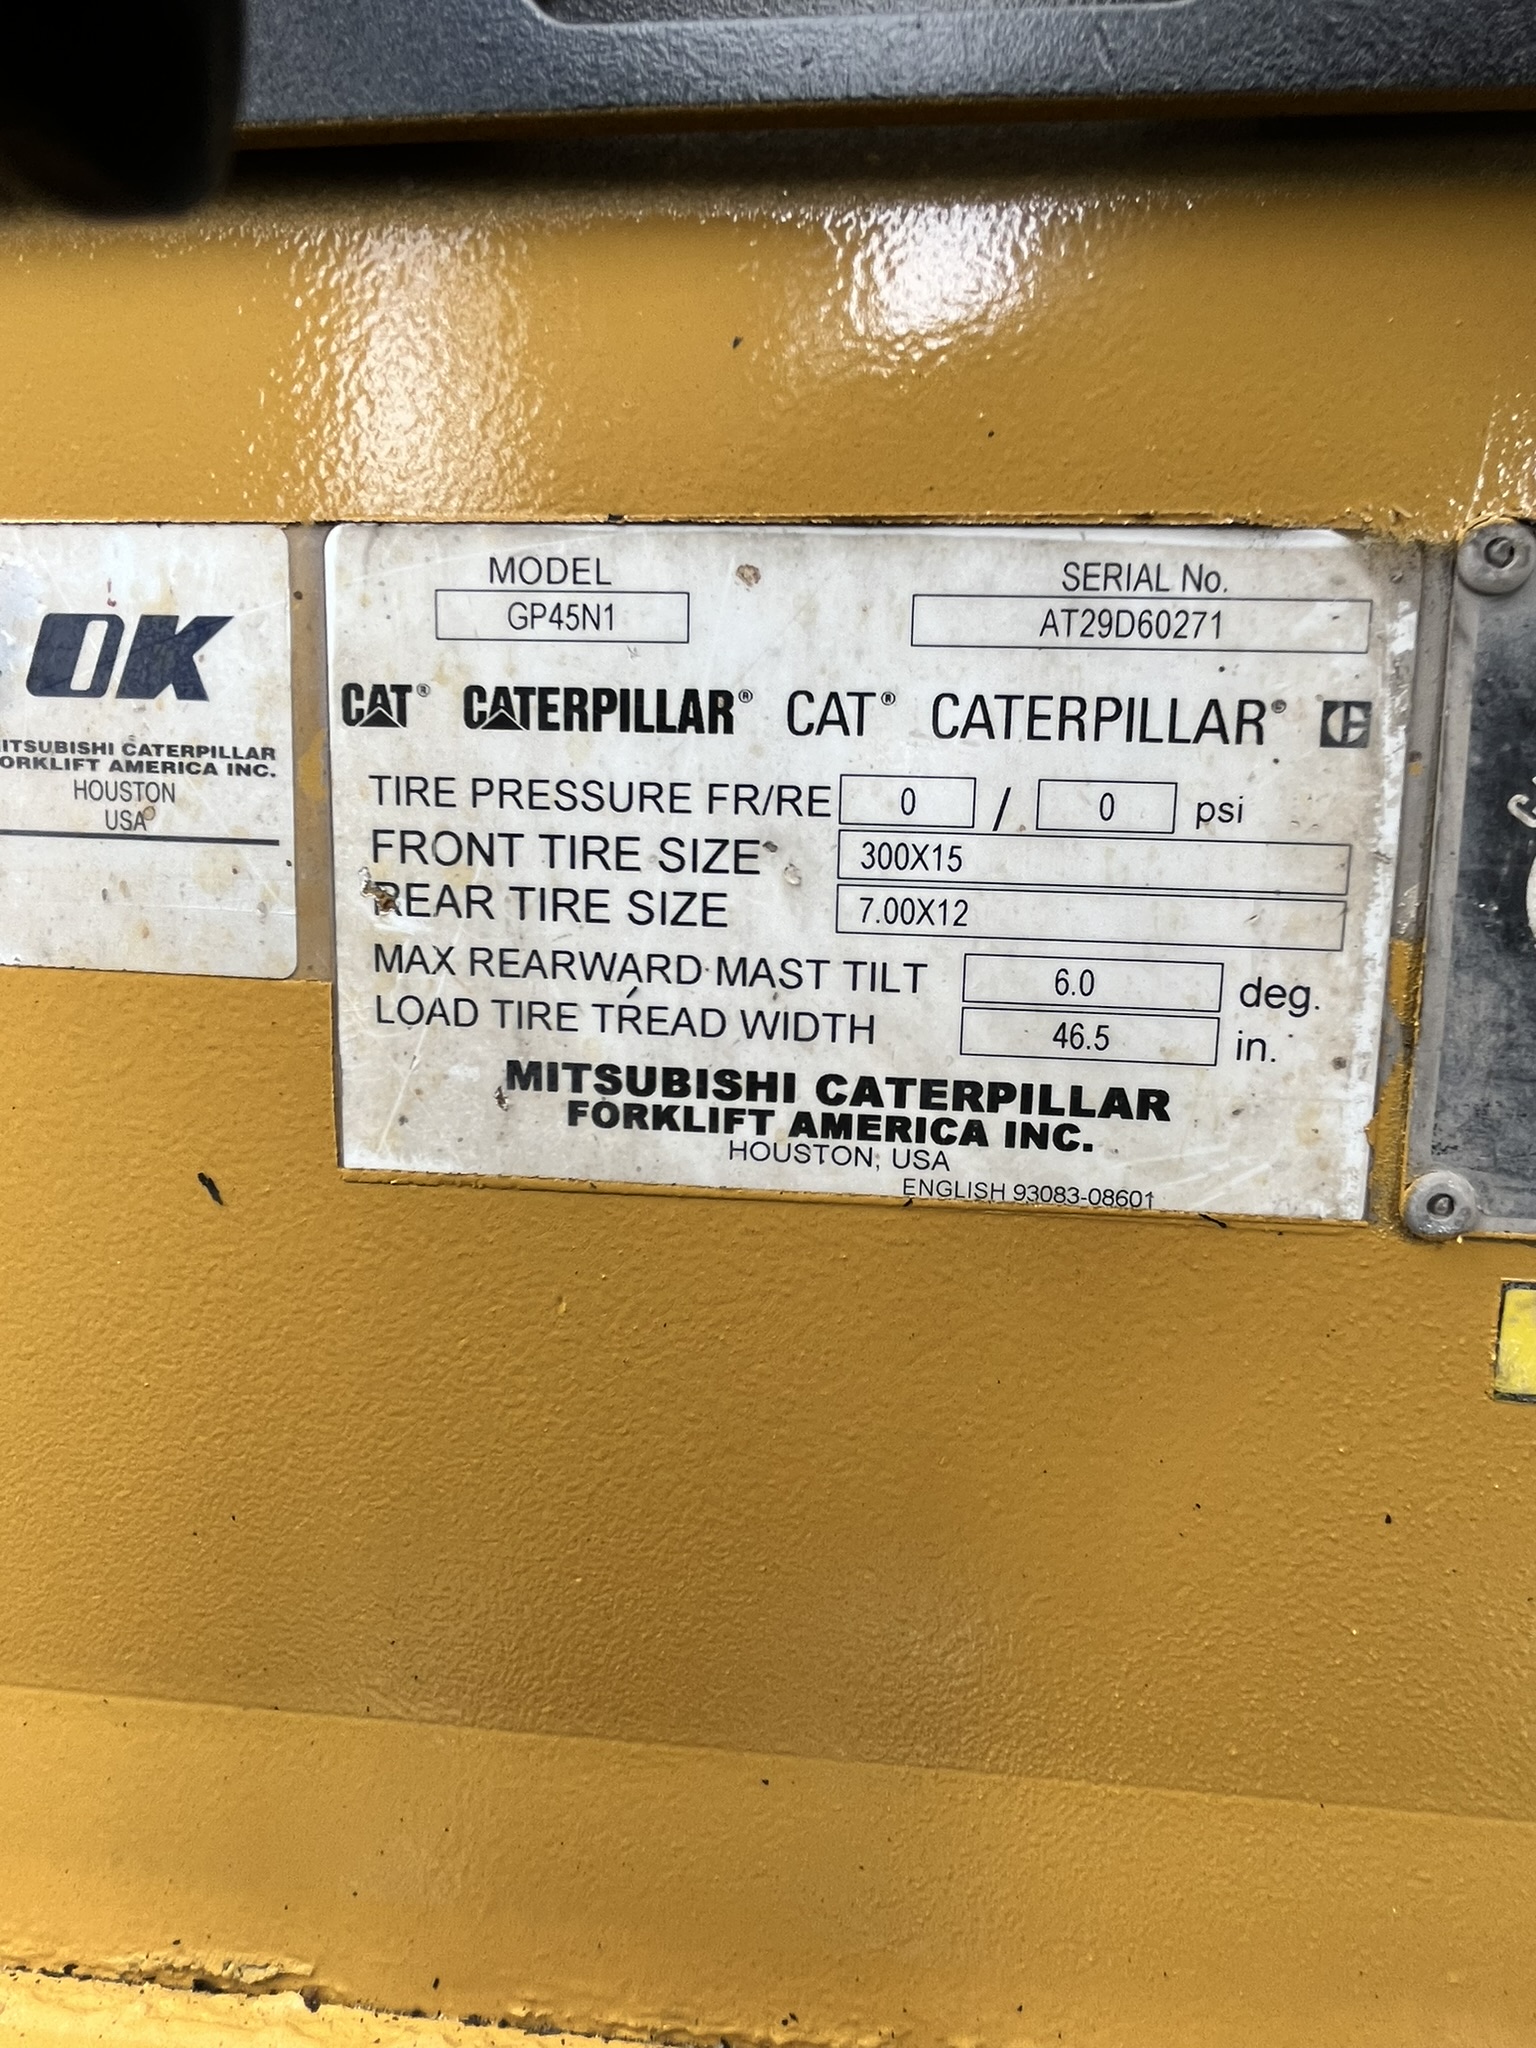 OK
ITSUBISHI CATERPILLAR
ORKLIFT AMERICA INC.
HOUSTON
USA
MODEL
GP45N1
SERIAL No.
AT29D60271
CAT® CATERPILLAR® CAT® CATERPILLAR®
TIRE PRESSURE FR/RE 0 / 0 psi
FRONT TIRE SIZE 300X15
REAR TIRE SIZE 7.00X12
MAX REARWARD MAST TILT 6.0 deg.
LOAD TIRE TREAD WIDTH 46.5 in.
MITSUBISHI CATERPILLAR
FORKLIFT AMERICA INC.
HOUSTON, USA
ENGLISH 93083-08601